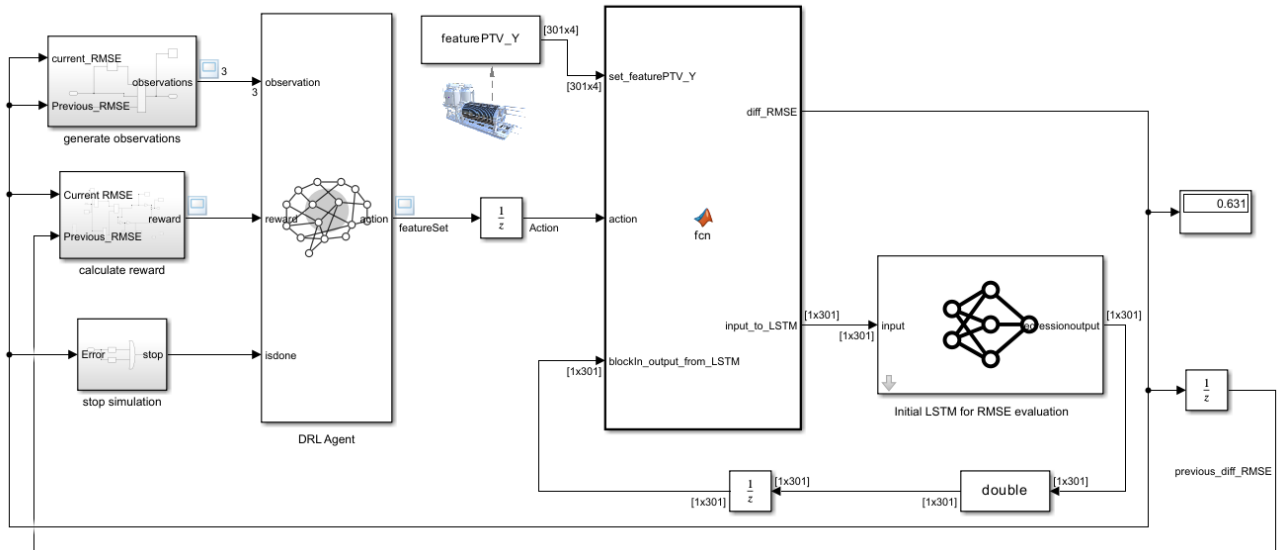 current_RMSE
observations
Previous_RMSE
generate observations
3
3
observation
featurePTV_Y
[301x4]
[301x4]
set_featurePTV_Y
diff_RMSE
Current RMSE
reward
Previous_RMSE
calculate reward
reward
action
featureSet
1
z
Action
action
fcn
0.631
Error
stop
stop simulation
isdone
DRL Agent
input_to_LSTM
[1x301]
[1x301]
input
egressionoutput
[1x301]
Initial LSTM for RMSE evaluation
blockIn_output_from_LSTM
[1x301]
1
z
previous_diff_RMSE
[1x301]
1
z
[1x301]
[1x301]
double
[1x301]